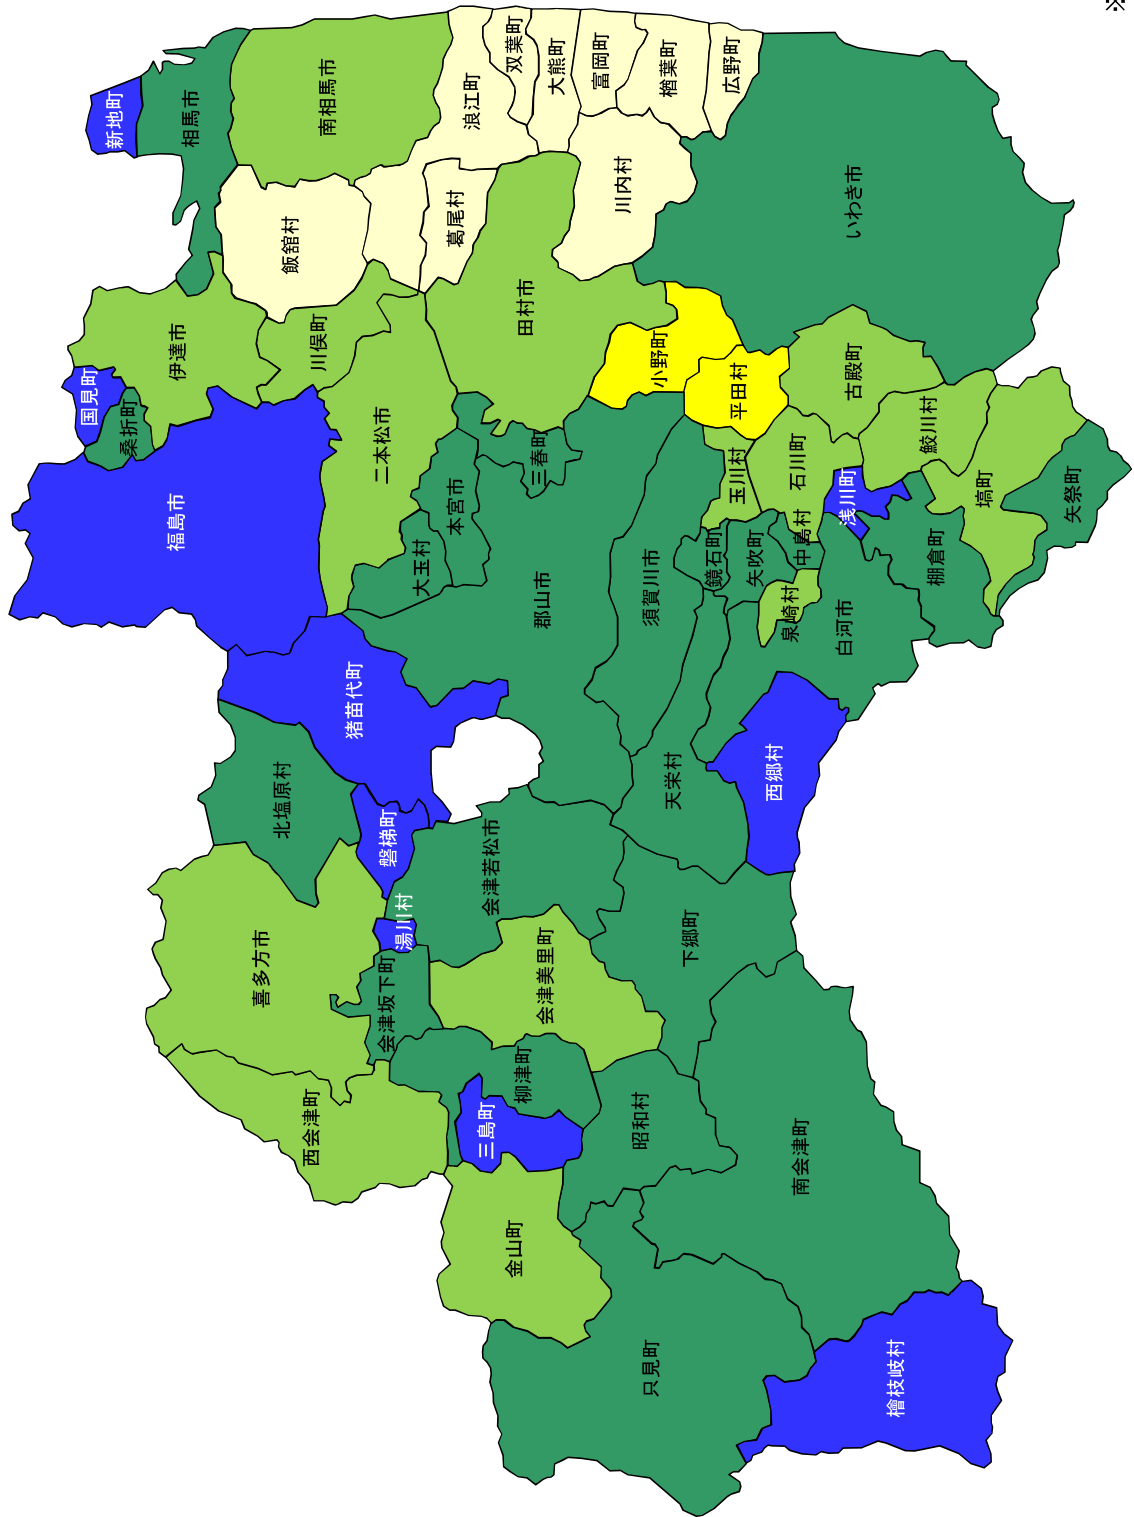 ※
新地町
相馬市
南相馬市
浪江町
双葉町
大熊町
富岡町
楢葉町
広野町
飯舘村
葛尾村
川内村
いわき市
国見町
桑折町
伊達市
川俣町
二本松市
田村市
小野町
平田村
古殿町
鮫川村
福島市
大玉村
本宮市
三春町
郡山市
須賀川市
鏡石町
玉川村
石川町
矢吹町
中島村
浅川町
泉崎村
白河市
棚倉町
塙町
矢祭町
猪苗代町
北塩原村
磐梯町
会津若松市
天栄村
西郷村
喜多方市
湯川村
会津坂下町
会津美里町
下郷町
西会津町
柳津町
三島町
昭和村
南会津町
金山町
只見町
檜枝岐村